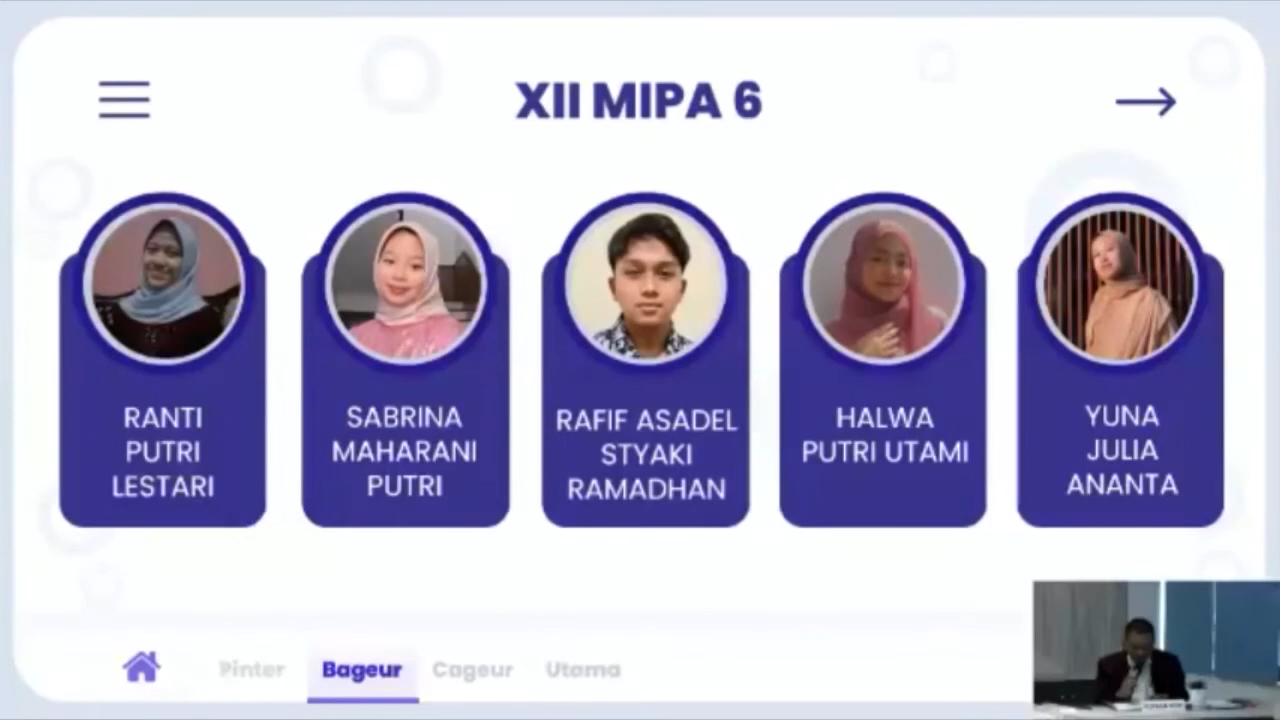 XII MIPA 6
RANTI
PUTRI
LESTARI
SABRINA
MAHARANI
PUTRI
RAFIF ASADEL
STYAKI
RAMADHAN
HALWA
PUTRI UTAMI
YUNA
JULIA
ANANTA
Pinter Bageur Cageur Utama